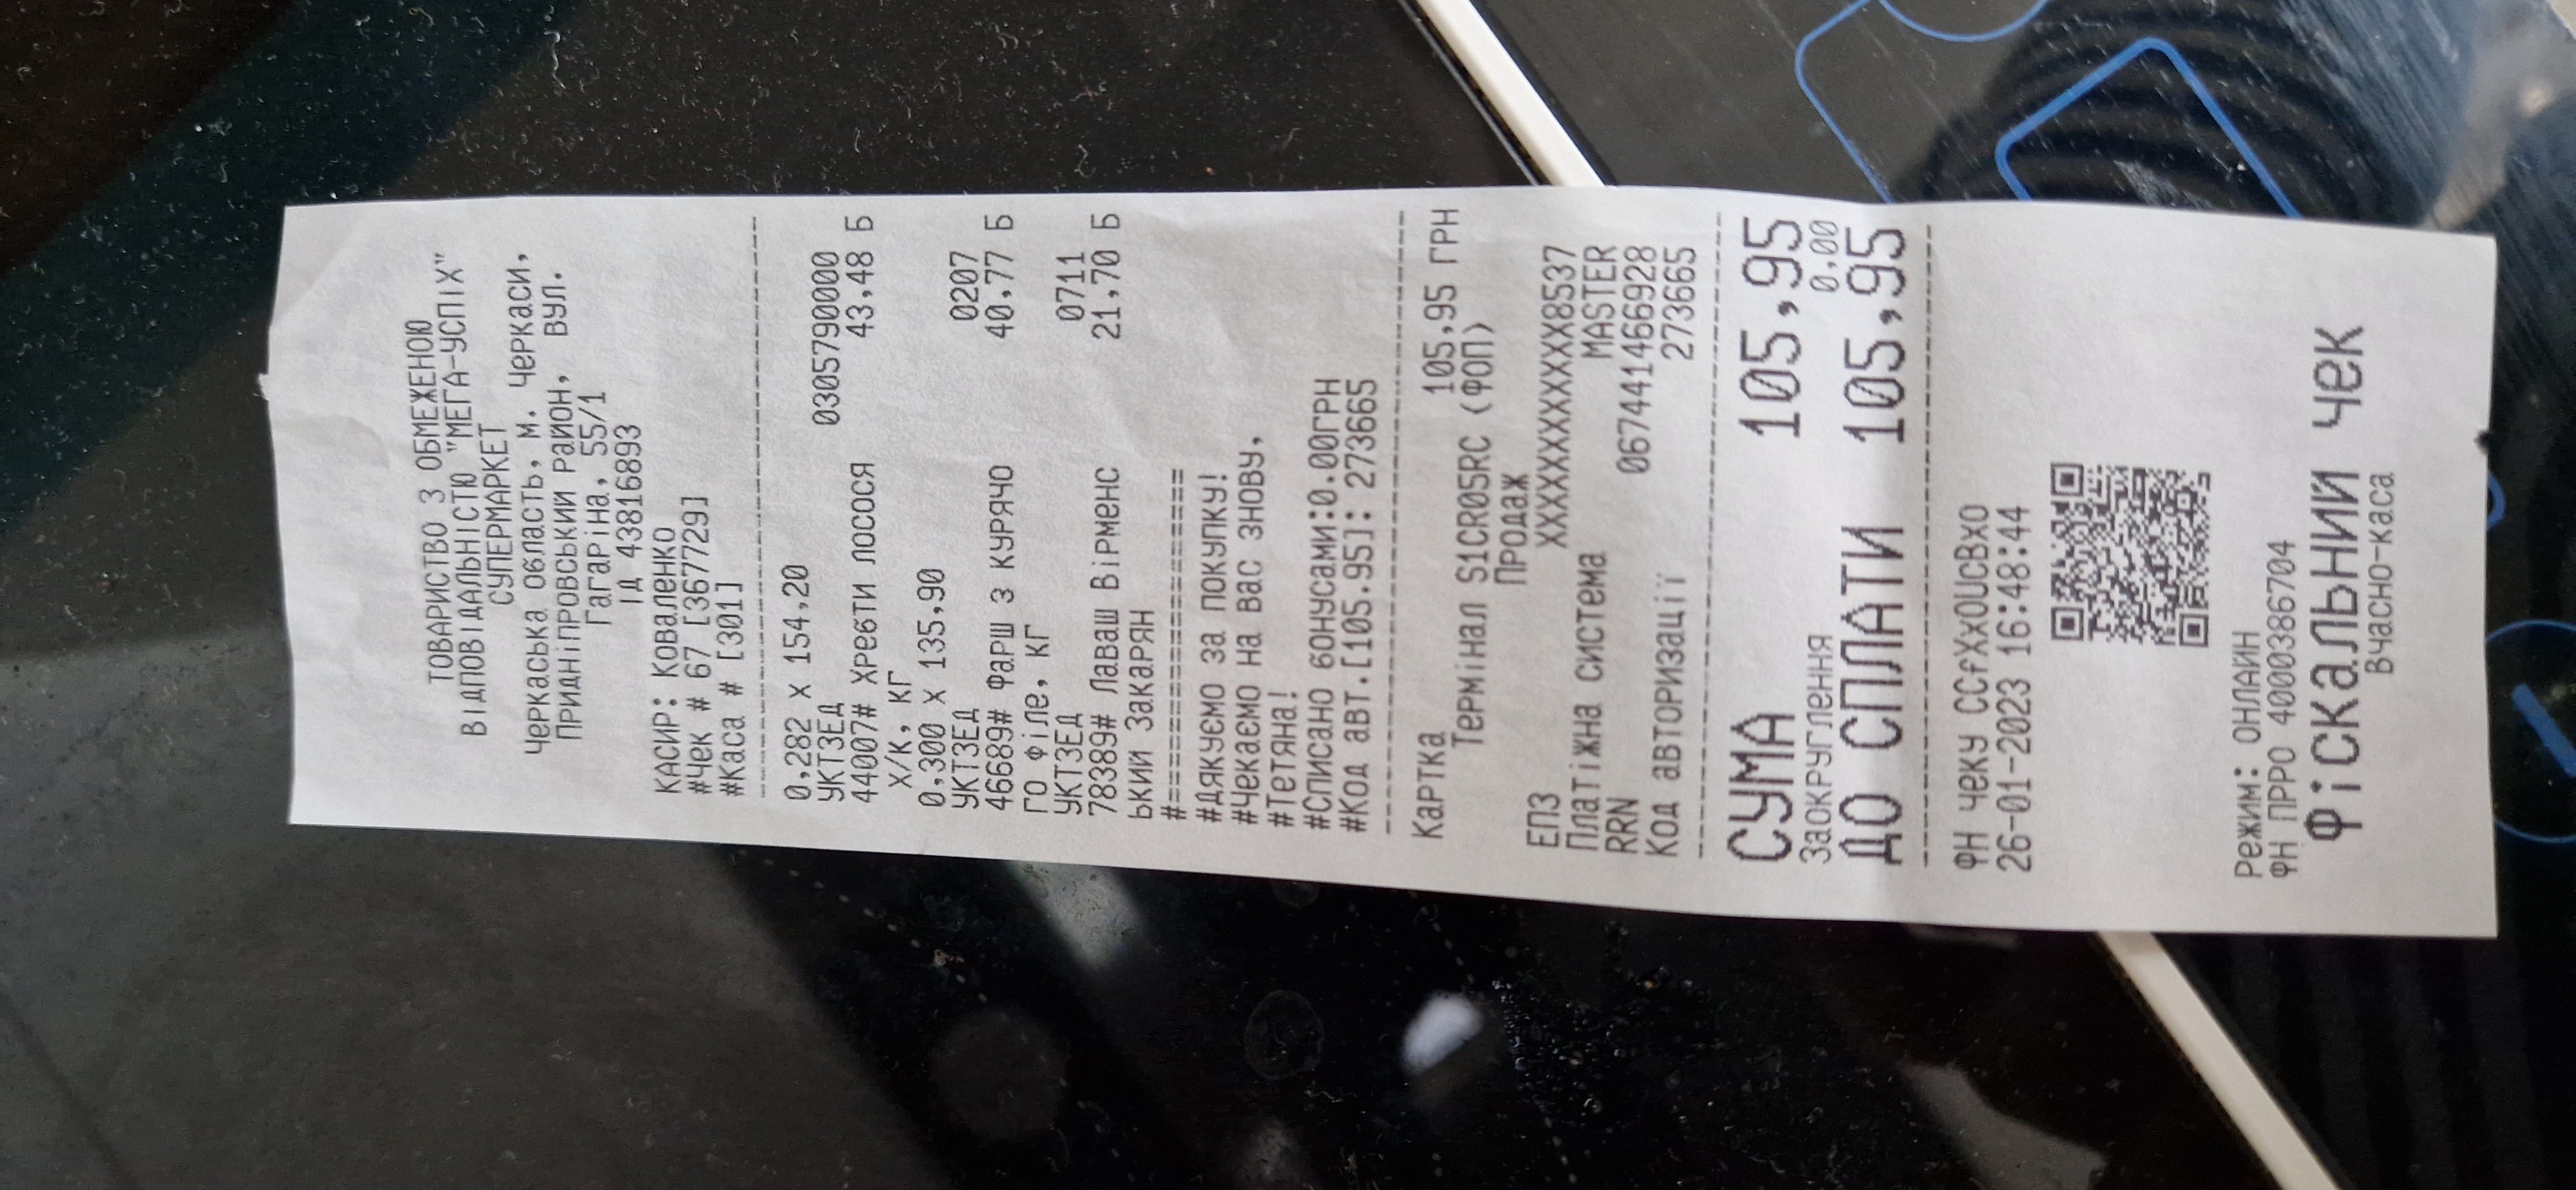 ТОВАРИСТВО З ОБМЕЖЕНОЮ
ВІДПОВІДАЛЬНІСТЮ "МЕГА-УСПІХ"
СУПЕРМАРКЕТ
Черкаська область, м. Черкаси,
Придніпровський район, вул.
Гагаріна, 55/1
ІД 43816893
КАСИР: Коваленко
#Чек # 67 [367729]
#Каса # [301]
0,282 X 154,20
УКТЗЕД 0305790000
44007# Хребти лосося 43,48 Б
Х/К, КГ
0,300 X 135,90
УКТЗЕД 0207
46689# Фарш з курячо 40,77 Б
го філе, кг
УКТЗЕД 0711
78389# Лаваш Вірменс 21,70 Б
ький Закарян
#====================
#Дякуємо за покупку!
#Чекаємо на Вас знову,
#Тетяна!
#Списано бонусами:0.00ГРН
#Код авт.[105.95]: 273665
Картка 105,95 ГРН
Термінал S1CR05RC (ФОП)
Продаж
ЕПЗ XXXXXXXXXXXXXXX8537
Платіжна система MASTER
RRN 067441466928
Код авторизації 273665
СУМА 105,95
Заокруглення 0,00
ДО СПЛАТИ 105,95
ФН чеку CCfXxOUcBxO
26-01-2023 16:48:44
Режим: ОНЛАЙН
ФН ПРРО 4000386704
Фіскальний чек
Вчасно-каса